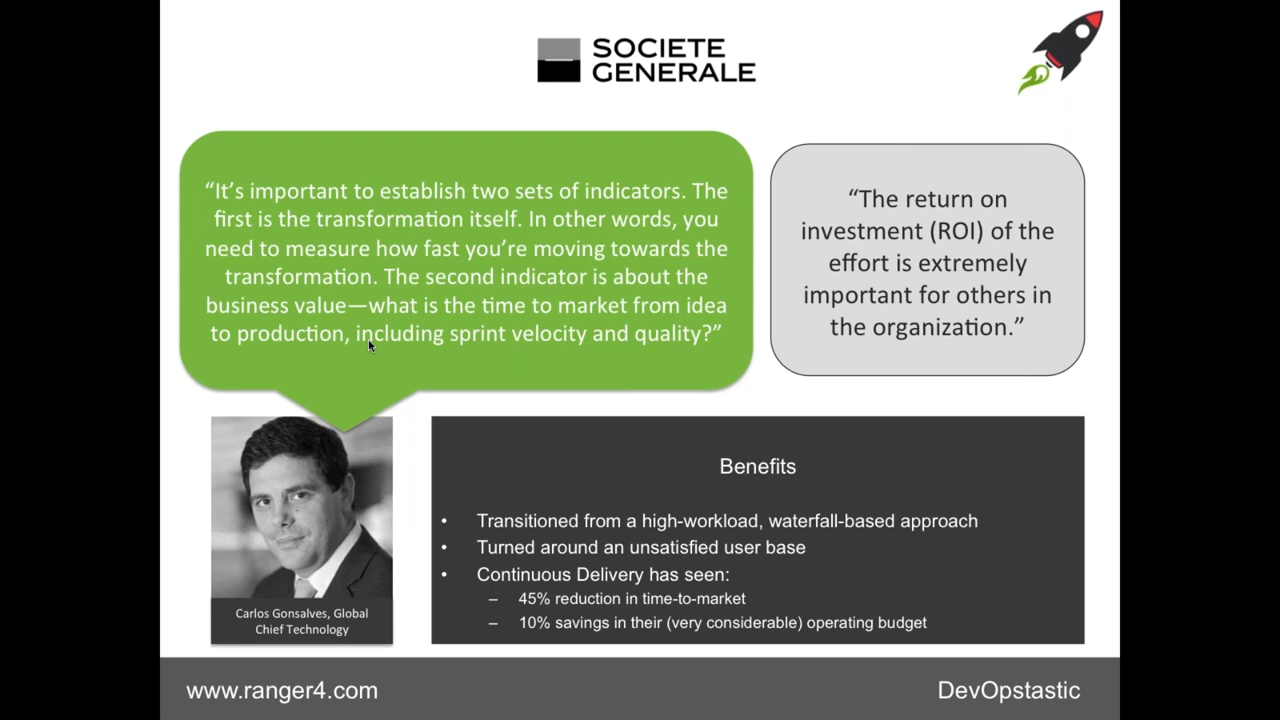 SOCIETE
GENERALE
“It’s important to establish two sets of indicators. The
first is the transformation itself. In other words, you
need to measure how fast you’re moving towards the
transformation. The second indicator is about the
business value—what is the time to market from idea
to production, including sprint velocity and quality?”
“The return on
investment (ROI) of the
effort is extremely
important for others in
the organization.”
Carlos Gonsalves, Global
Chief Technology
Benefits
• Transitioned from a high-workload, waterfall-based approach
• Turned around an unsatisfied user base
• Continuous Delivery has seen:
– 45% reduction in time-to-market
– 10% savings in their (very considerable) operating budget
www.ranger4.com
DevOpstastic